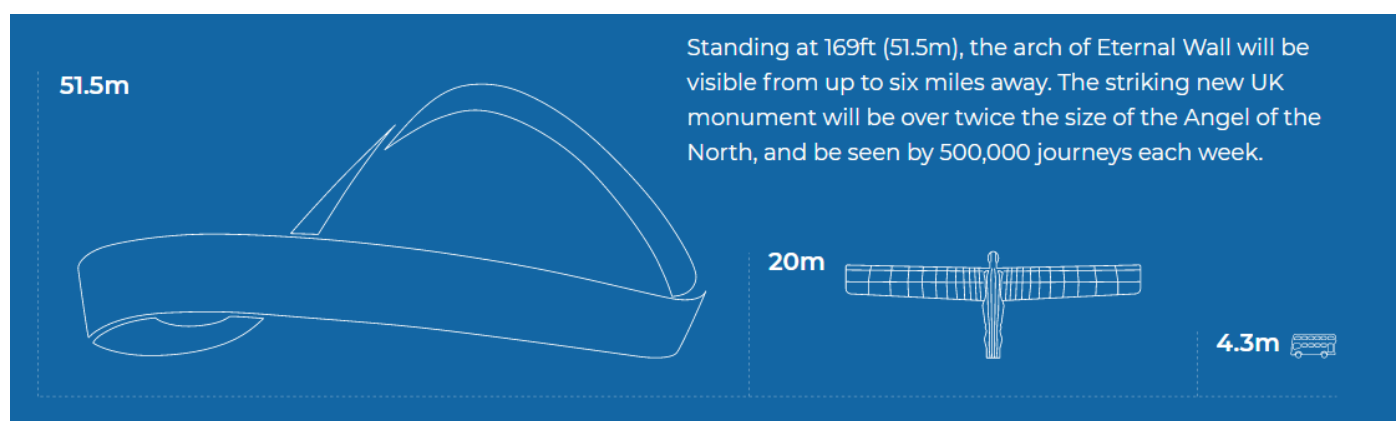 Standing at 169ft (51.5m), the arch of Eternal Wall will be
visible from up to six miles away. The striking new UK
monument will be over twice the size of the Angel of the
North, and be seen by 500,000 journeys each week.
51.5m
20m
4.3m